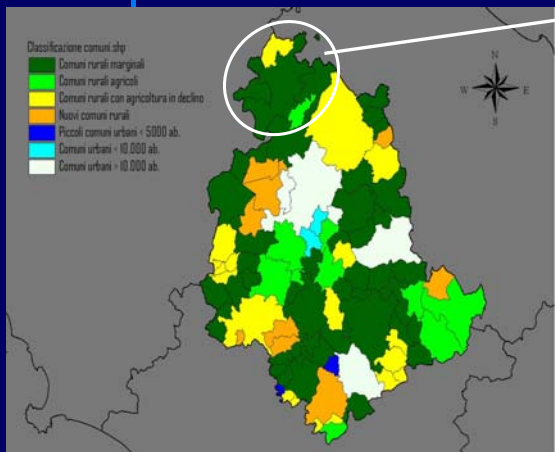 Classificazione comuni.shp
Comuni rurali marginali
Comuni rurali agricoli
Comuni rurali con agricoltura in declino
Nuovi comuni rurali
Piccoli comuni urbani < 5000 ab.
Comuni urbani < 10.000 ab.
Comuni urbani > 10.000 ab.
N
W E
S